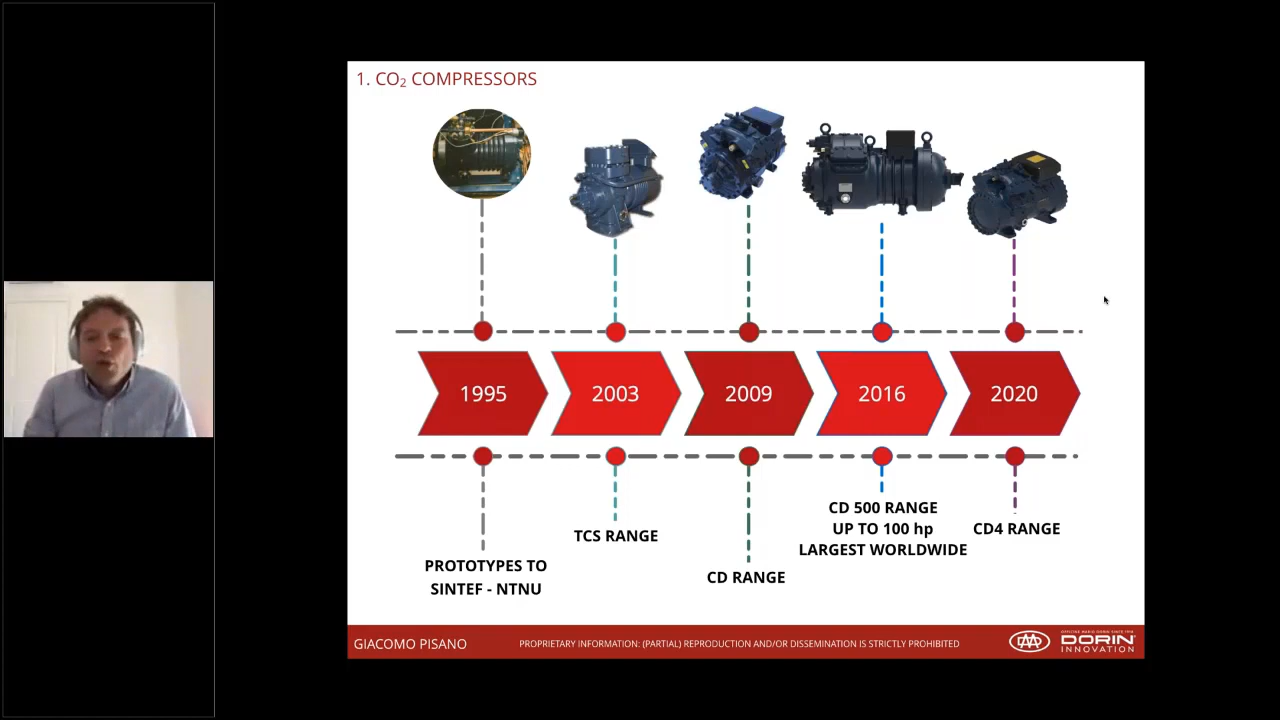 1. CO₂ COMPRESSORS
1995
2003
2009
2016
2020
PROTOTYPES TO
SINTEF - NTNU
TCS RANGE
CD RANGE
CD 500 RANGE
UP TO 100 hp
LARGEST WORLDWIDE
CD4 RANGE
GIACOMO PISANO
PROPRIETARY INFORMATION: (PARTIAL) REPRODUCTION AND/OR DISSEMINATION IS STRICTLY PROHIBITED
DORIN
INNOVATION